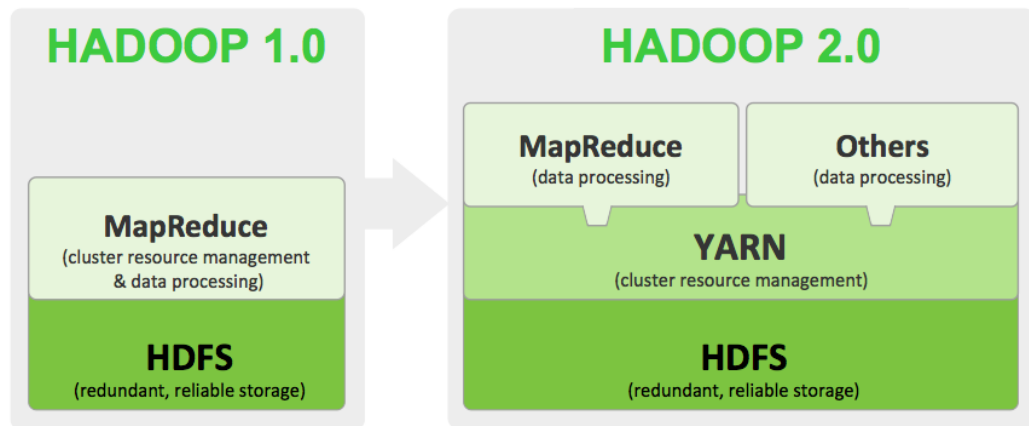 HADOOP 1.0
MapReduce
(cluster resource management
& data processing)
HDFS
(redundant, reliable storage)
HADOOP 2.0
MapReduce
(data processing)
Others
(data processing)
YARN
(cluster resource management)
HDFS
(redundant, reliable storage)